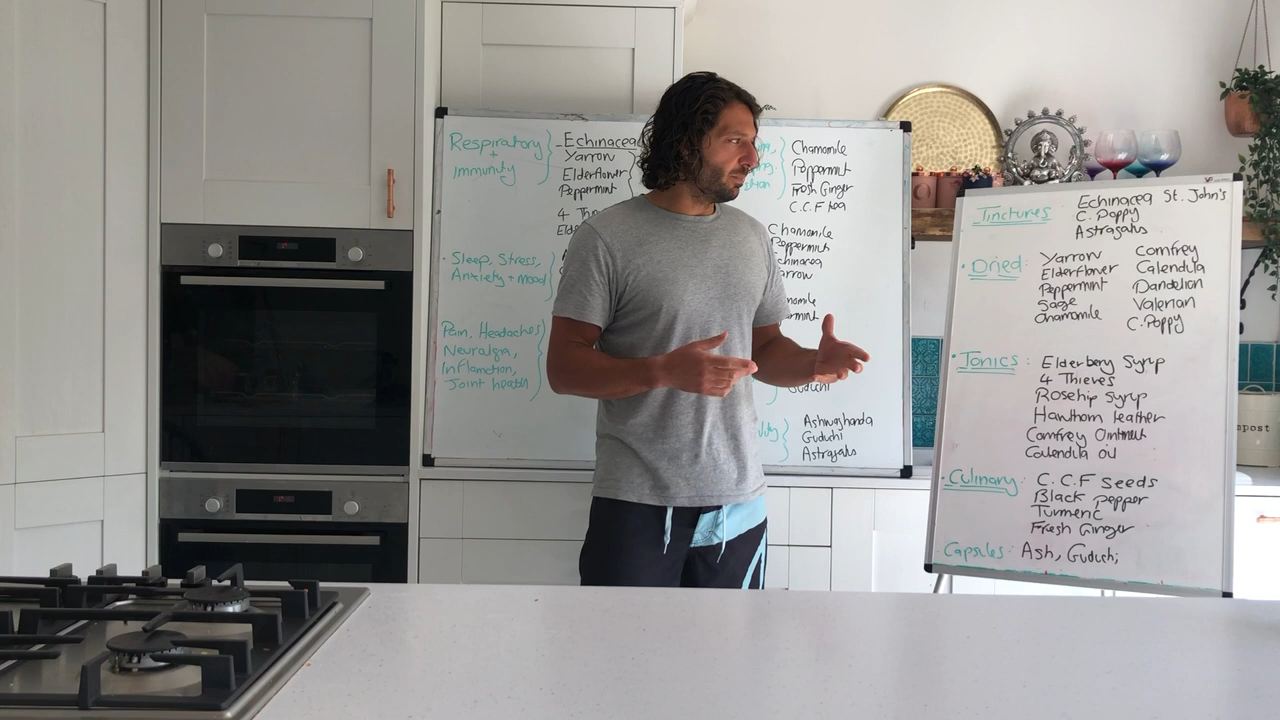 Respiratory
+
immunity
Echinacea
Yarrow
Elderflower
Peppermint
4
Sleep, Stress,
Anxiety + mood
Pain, Headaches
Neuralgia,
Inflamction,
Joint health
Chamomile
Peppermint
Fresh Ginger
C.C.F tea
Chamomile
Peppermint
Guduchi
Ashwaghanda
Guduchi
Astragalus
Tinctures
Echinacea St. John's
C. Poppy
Astragalus
· Dried:
Yarrow
Elderflower
Peppermint
Sage
Chamomile
Comfrey
Calendula
Dandelion
Valerian
C. Poppy
· Tonics:
Elderberry Syrup
4 Thieves
Rosehip Syrup
Hawthorn leather
Comfrey Ointment
Calendula oil
· Culinary:
C.C.F Seeds
Black pepper
Turmeric
Fresh Ginger
· Capsules: Ash, Guduchi